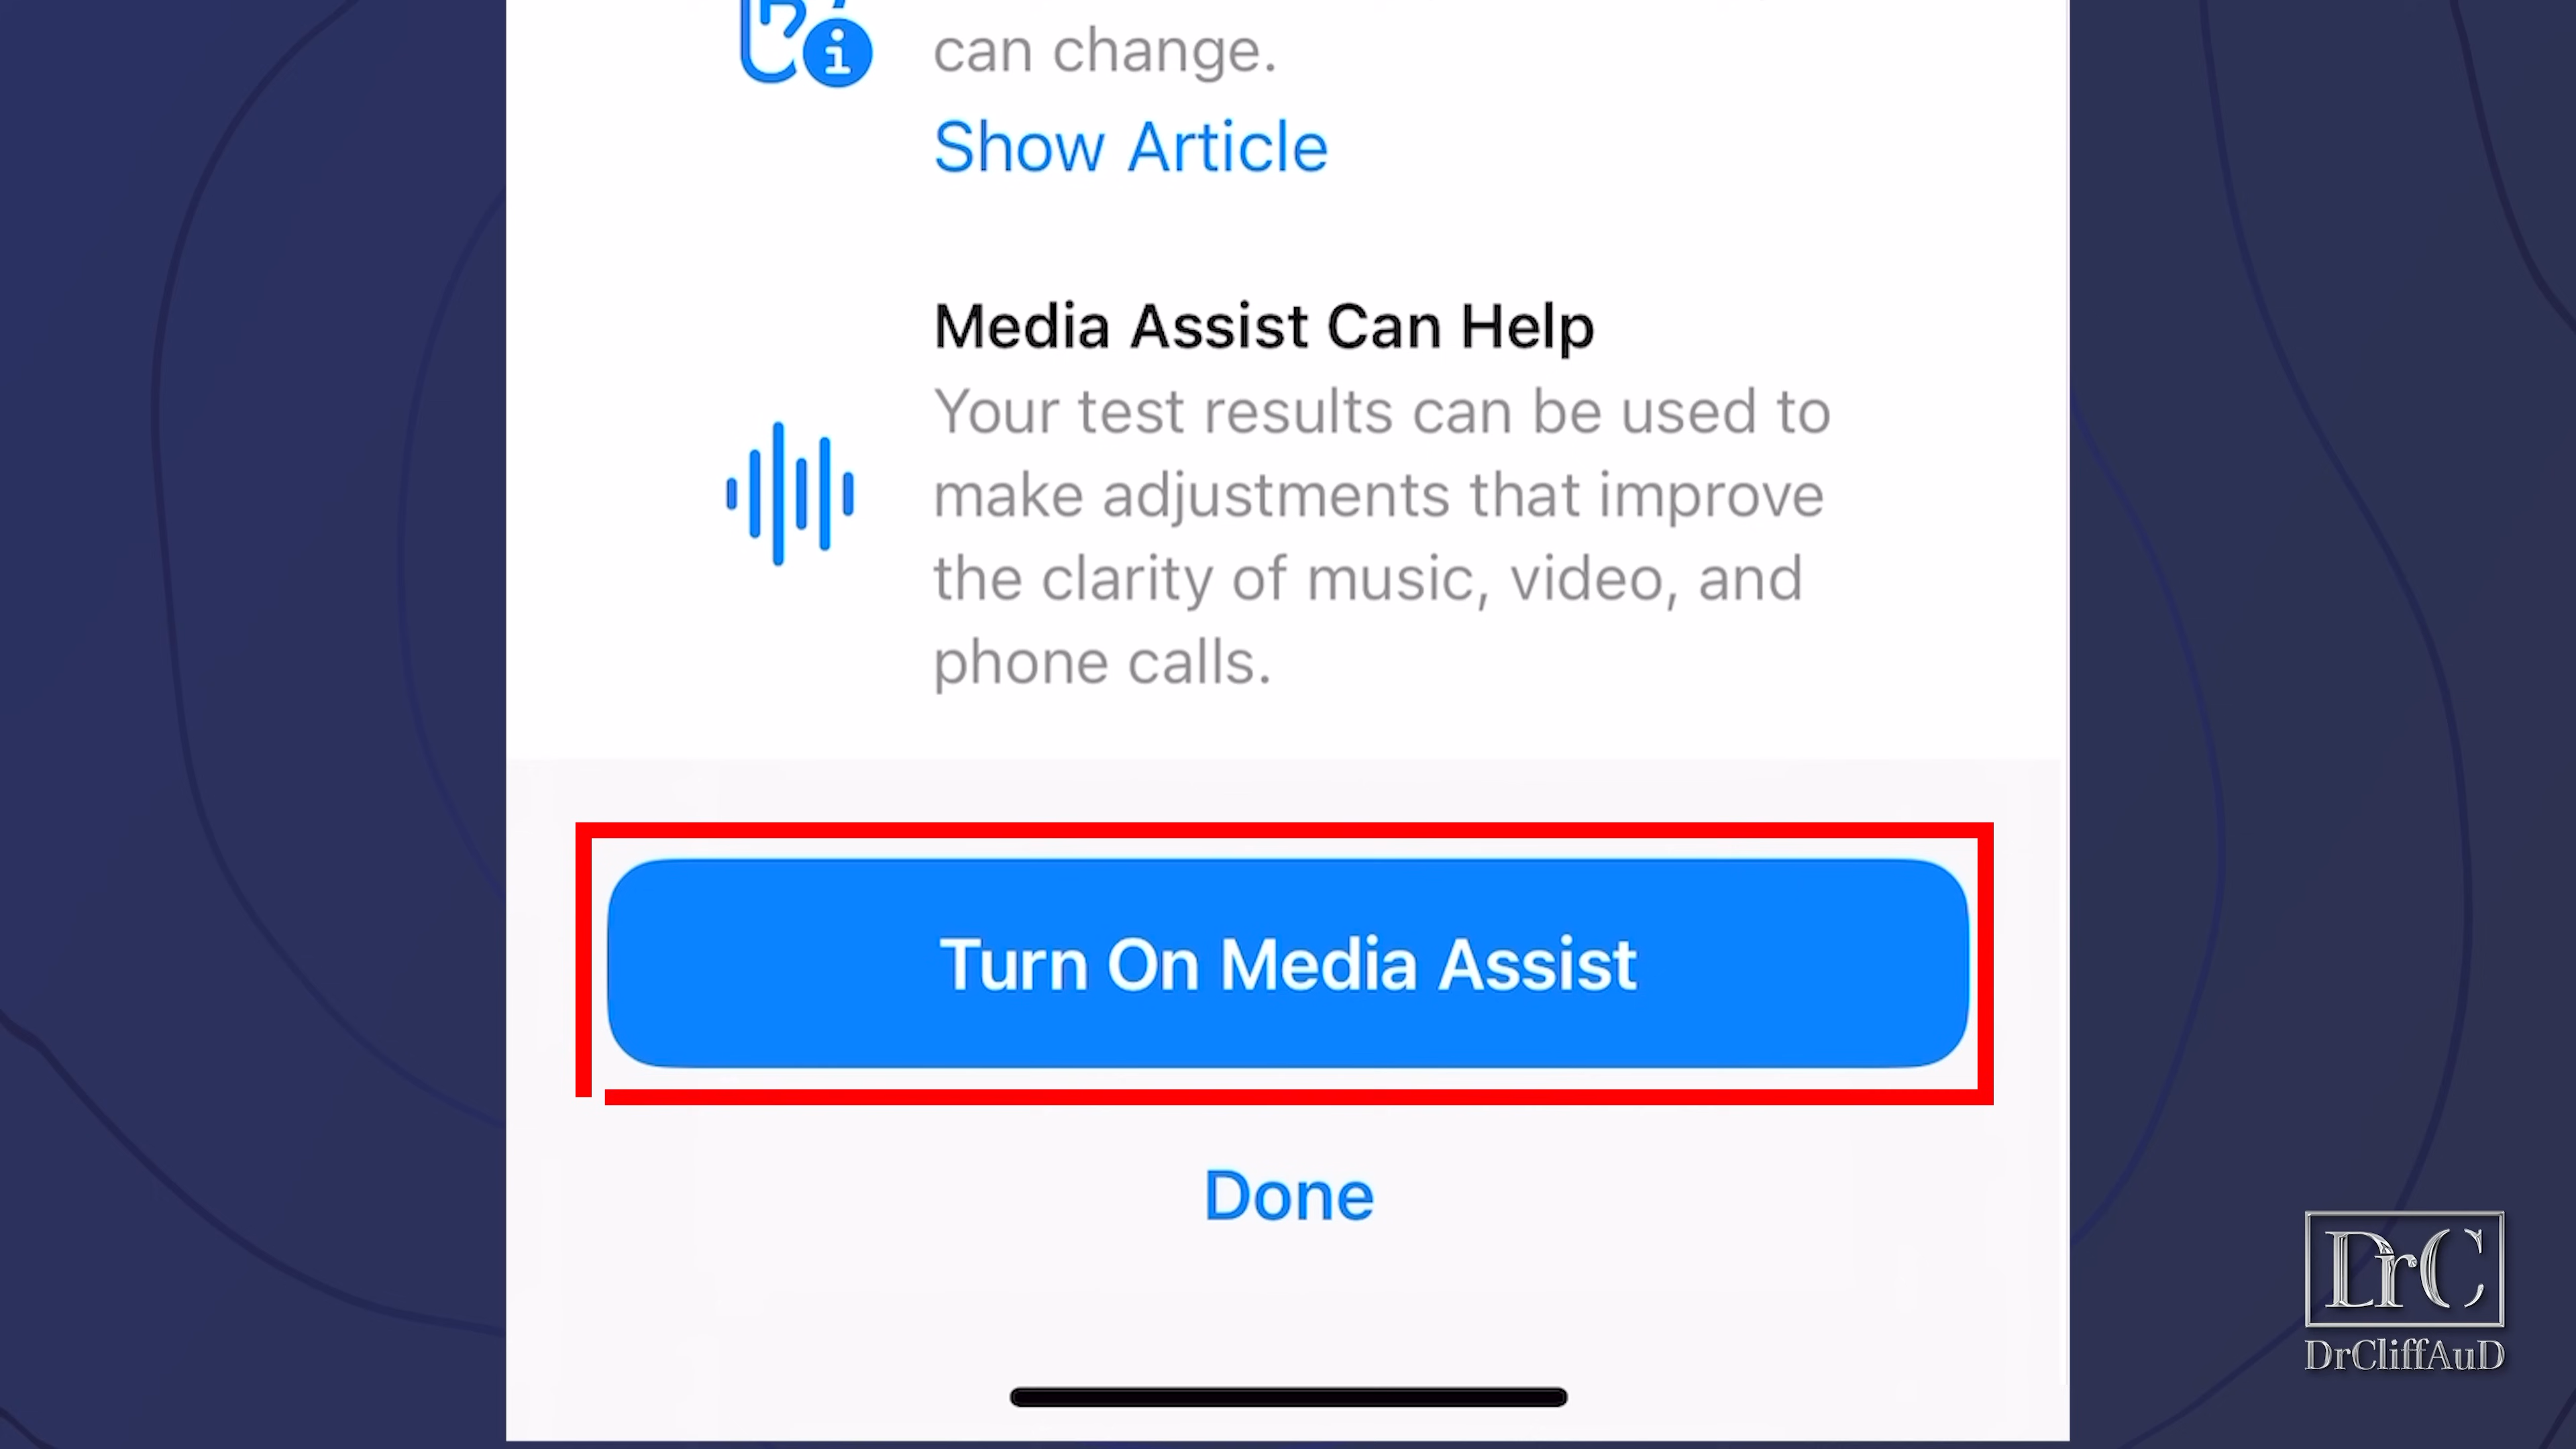 can change.
Show Article
Media Assist Can Help
Your test results can be used to
make adjustments that improve
the clarity of music, video, and
phone calls.
Turn On Media Assist
Done
DrC
DrCliffAuD